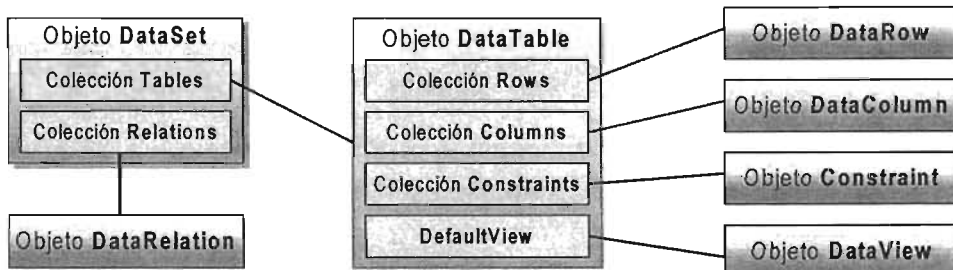 Objeto DataSet
Colección Tables
Colección Relations
Objeto DataRelation
Objeto DataTable
Colección Rows
Colección Columns
Colección Constraints
DefaultView
Objeto DataRow
Objeto DataColumn
Objeto Constraint
Objeto DataView